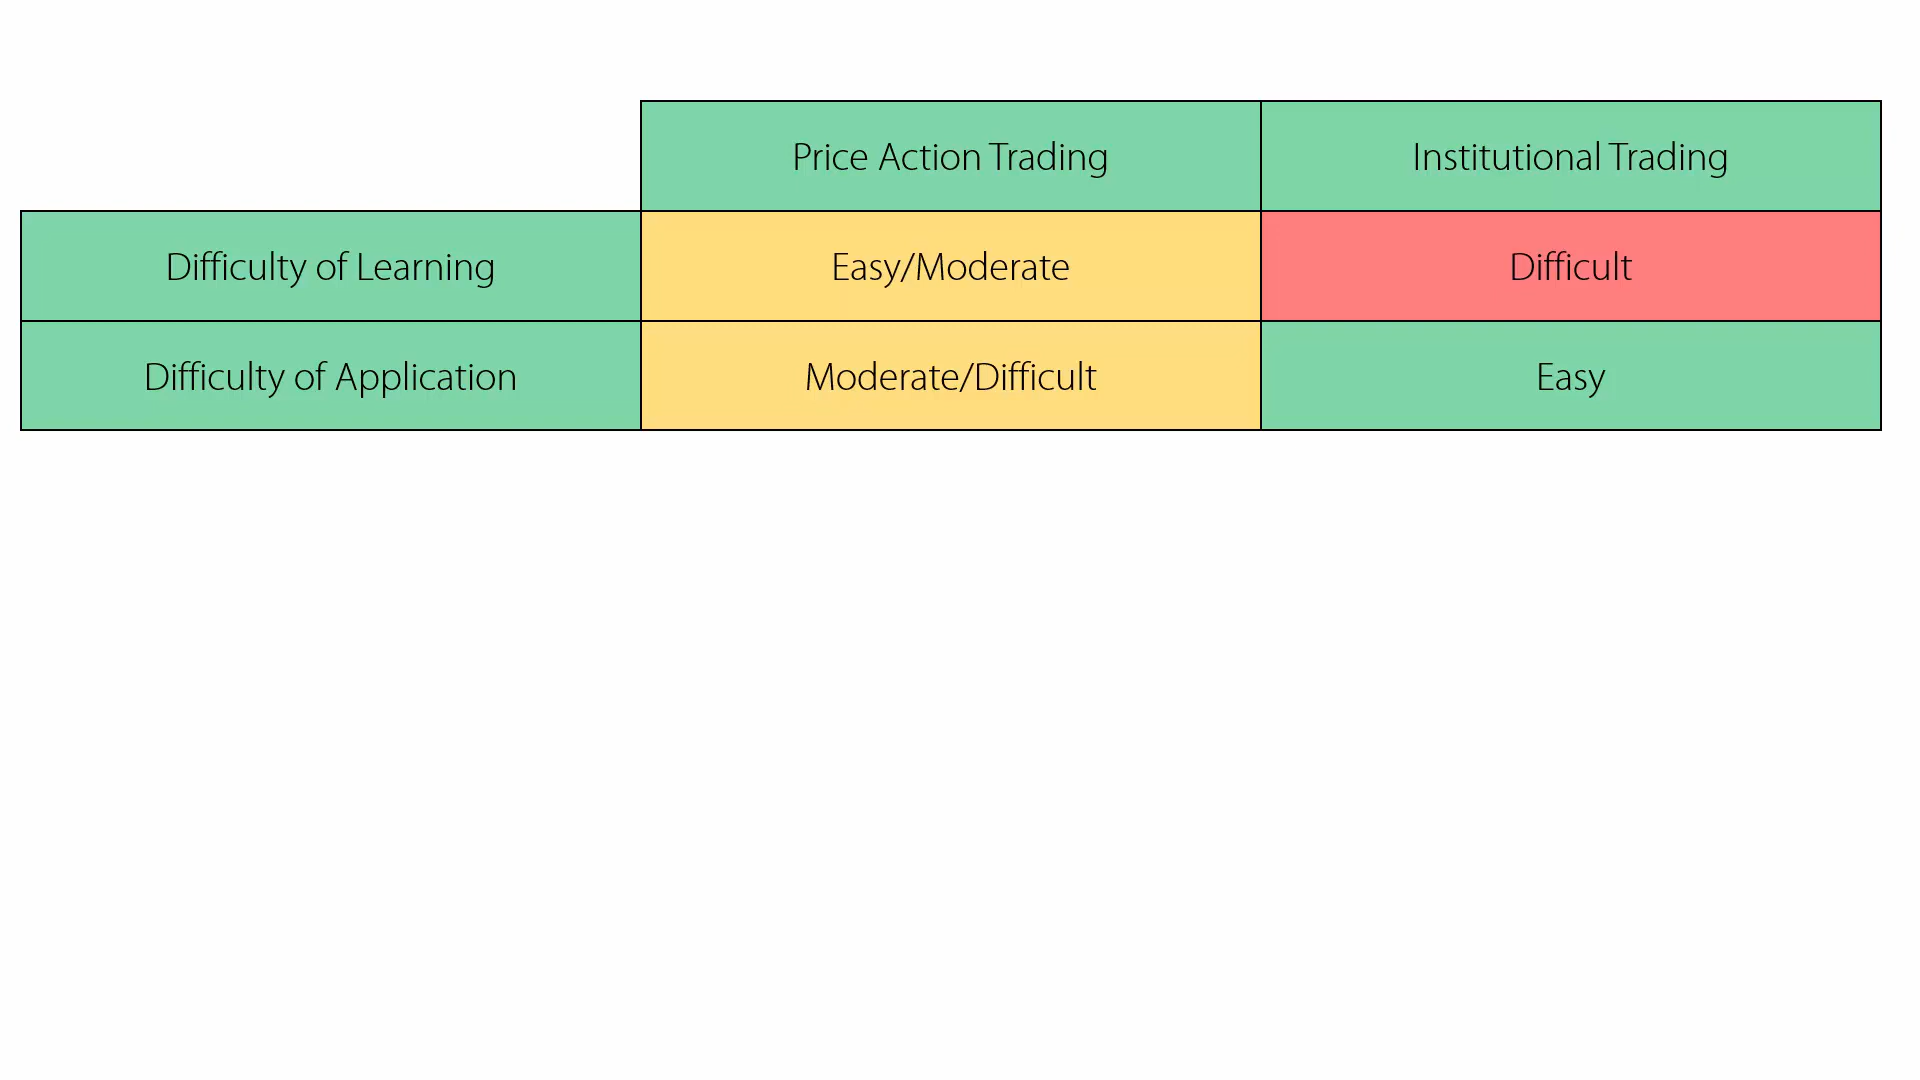 Price Action Trading
Institutional Trading
Difficulty of Learning
Easy/Moderate
Difficult
Difficulty of Application
Moderate/Difficult
Easy